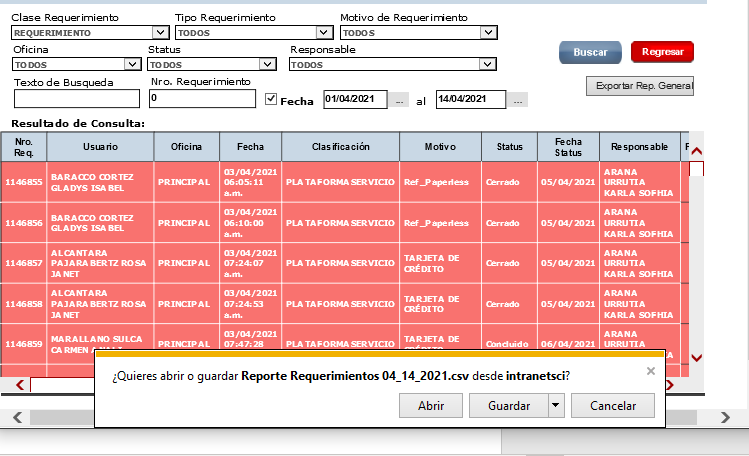 Clase Requerimiento Tipo Requerimiento Motivo de Requerimiento
REQUERIMIENTO TODOS TODOS
Oficina Status Responsable
TODOS TODOS TODOS
Buscar Regresar
Texto de Busqueda Nro. Requerimiento
0 Fecha 01/04/2021 ... al 14/04/2021 ...
Exportar Rep. General
Resultado de Consulta:
Nro. Req. Usuario Oficina Fecha Clasificación Motivo Status Fecha Status Responsable
1146855 BARACCO CORTEZ GLADYS ISABEL PRINCIPAL 03/04/2021 06:05:11 a.m. PLATAFORMA SERVICIO Ref_Paperless Cerrado 05/04/2021 ARANA URRUTIA KARLA SOFHIA
1146856 BARACCO CORTEZ GLADYS ISABEL PRINCIPAL 03/04/2021 06:10:00 a.m. PLATAFORMA SERVICIO Ref_Paperless Cerrado 05/04/2021 ARANA URRUTIA KARLA SOFHIA
1146857 ALCANTARA PAJARA BERTZ ROSA JANET PRINCIPAL 03/04/2021 07:24:07 a.m. PLATAFORMA SERVICIO TARJETA DE CRÉDITO Cerrado 05/04/2021 ARANA URRUTIA KARLA SOFHIA
1146858 ALCANTARA PAJARA BERTZ ROSA JANET PRINCIPAL 03/04/2021 07:24:53 a.m. PLATAFORMA SERVICIO TARJETA DE CRÉDITO Cerrado 05/04/2021 ARANA URRUTIA KARLA SOFHIA
1146859 MARALLANO SULCA CARMEN PRINCIPAL 03/04/2021 07:47:28 PLATAFORMA SERVICIO TARJETA DE CRÉDITO Concluido 06/04/2021 ARANA URRUTIA
¿Quieres abrir o guardar Reporte Requerimientos 04_14_2021.csv desde intranetsci?
Abrir Guardar Cancelar